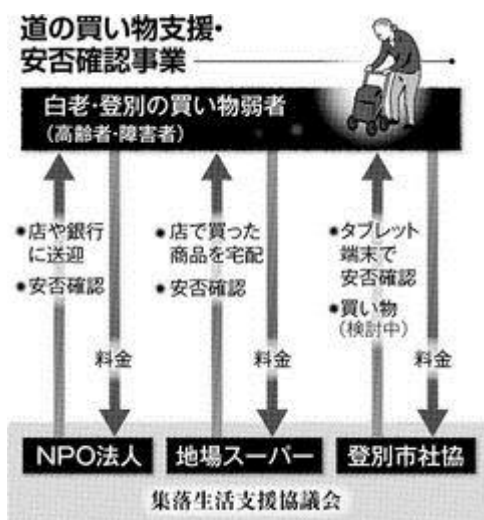 道の買い物支援・
安否確認事業
白老・登別の買い物弱者
(高齢者・障害者)
●店や銀行
に送迎
●安否確認
料金
●店で買った
商品を宅配
●安否確認
料金
●タブレット
端末で
安否確認
●買い物
(検討中)
料金
NPO法人
地場スーパー
登別市社協
集落生活支援協議会